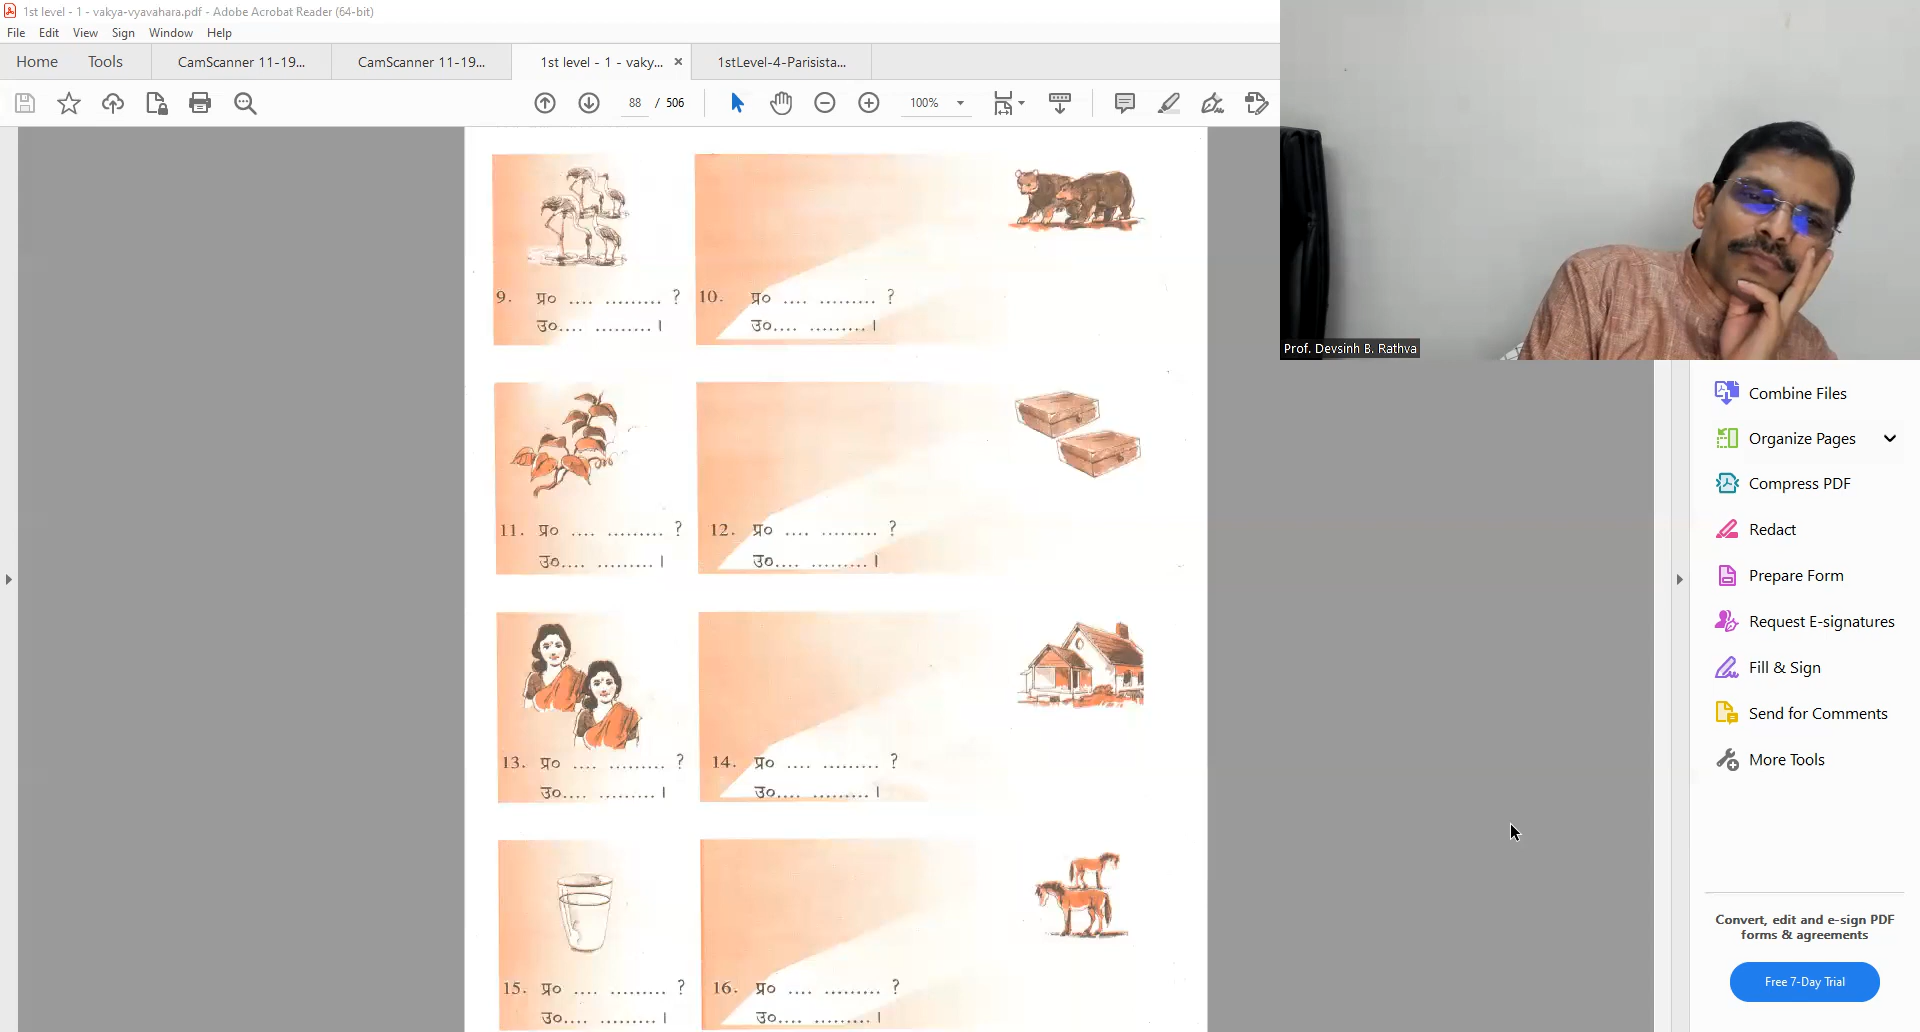 1st level - 1 - vakya-vyavahara.pdf - Adobe Acrobat Reader (64-bit)
File Edit View Sign Window Help
Home Tools CamScanner 11-19... CamScanner 11-19... 1st level - 1 - vaky... × 1stLevel-4-Parisista...
88 / 506 100%
9. प्र० .... ......... ? 10. प्र० .... ......... ?
उ०.... ......... । उ०.... ......... ।
11. प्र० .... ......... ? 12. प्र० .... ......... ?
उ०.... ......... । उ०.... ......... ।
13. प्र० .... ......... ? 14. प्र० .... ......... ?
उ०.... ......... । उ०.... ......... ।
15. प्र० .... ......... ? 16. प्र० .... ......... ?
उ०.... ......... । उ०.... ......... ।
Prof. Devsinh B. Rathva
Combine Files
Organize Pages
Compress PDF
Redact
Prepare Form
Request E-signatures
Fill & Sign
Send for Comments
More Tools
Convert, edit and e-sign PDF
forms & agreements
Free 7-Day Trial